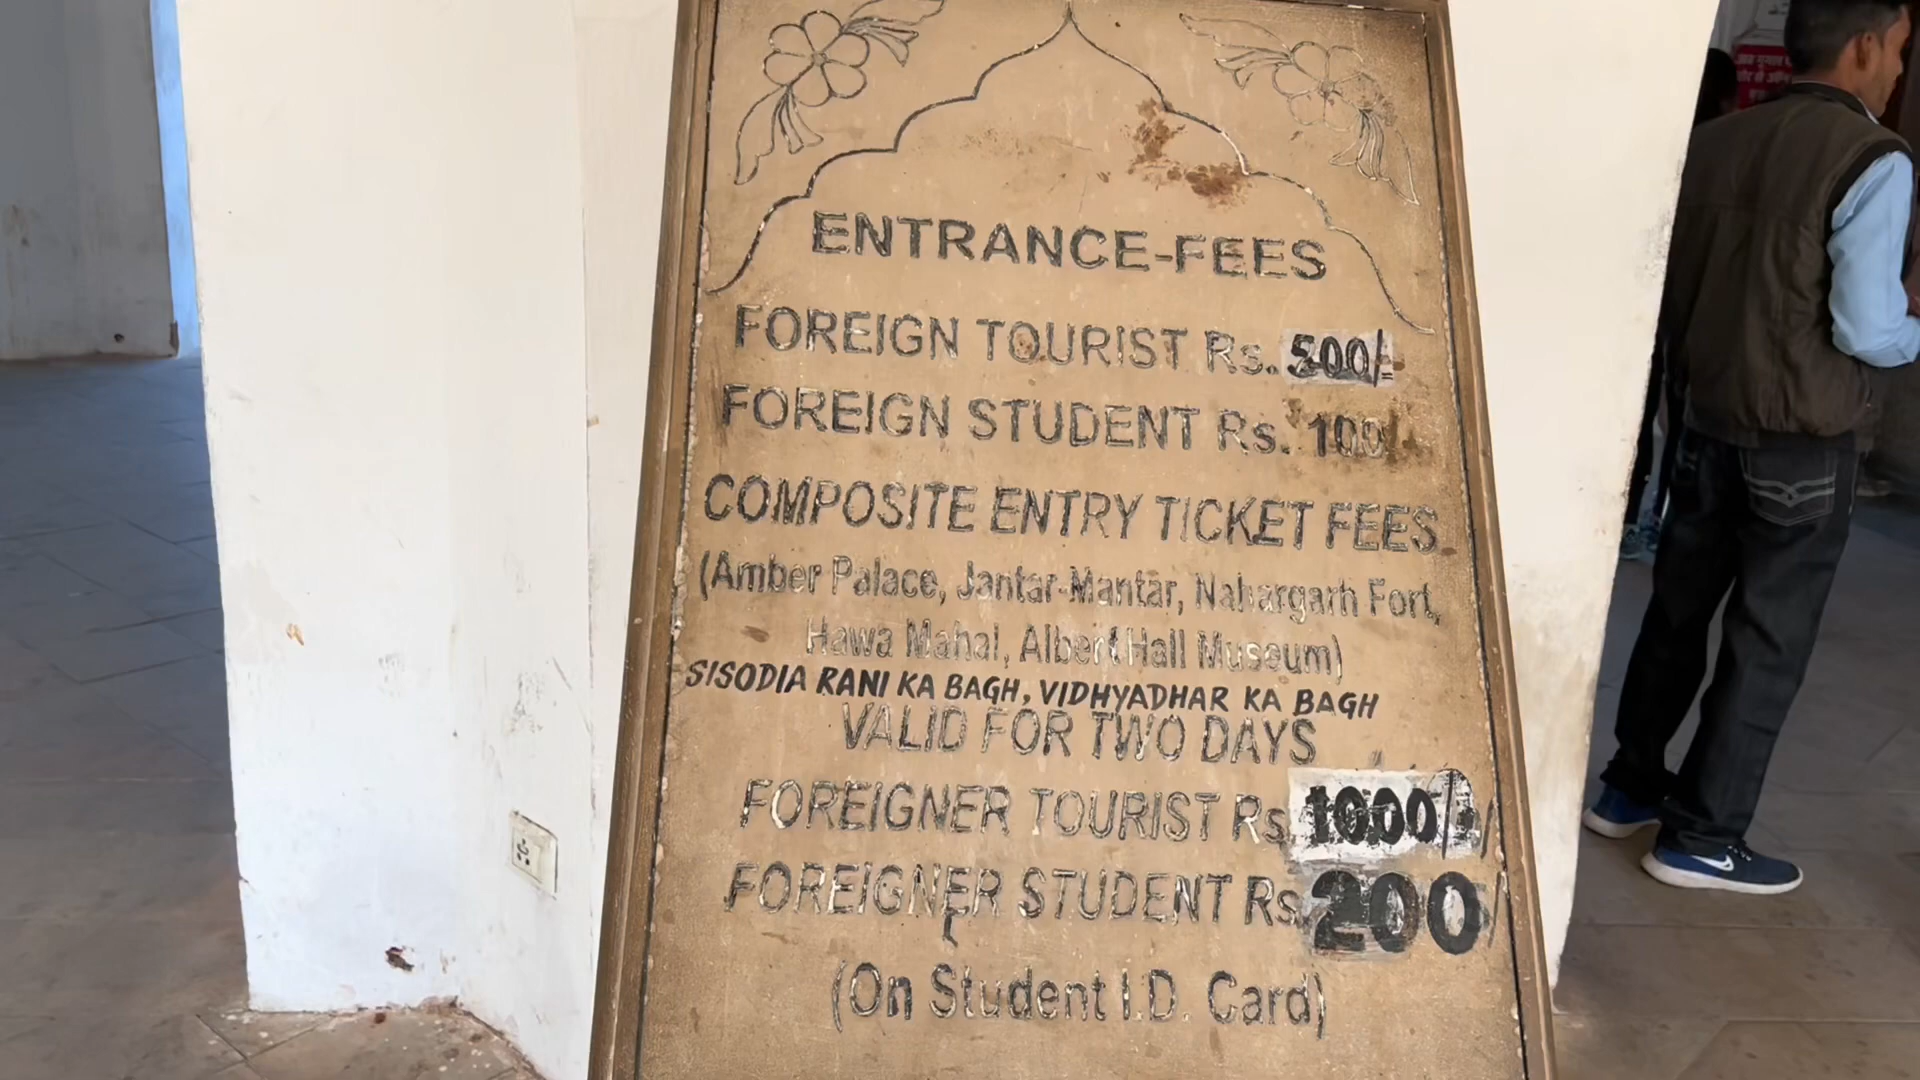 ENTRANCE-FEES
FOREIGN TOURIST Rs. 500/=
FOREIGN STUDENT Rs. 100/-
COMPOSITE ENTRY TICKET FEES
(Amber Palace, Jantar-Mantar, Nahargarh Fort,
Hawa Mahal, Albert Hall Museum)
SISODIA RANI KA BAGH, VIDHYADHAR KA BAGH
VALID FOR TWO DAYS
FOREIGNER TOURIST Rs. 1000/-
FOREIGNER STUDENT Rs. 200/
(On Student I.D. Card)